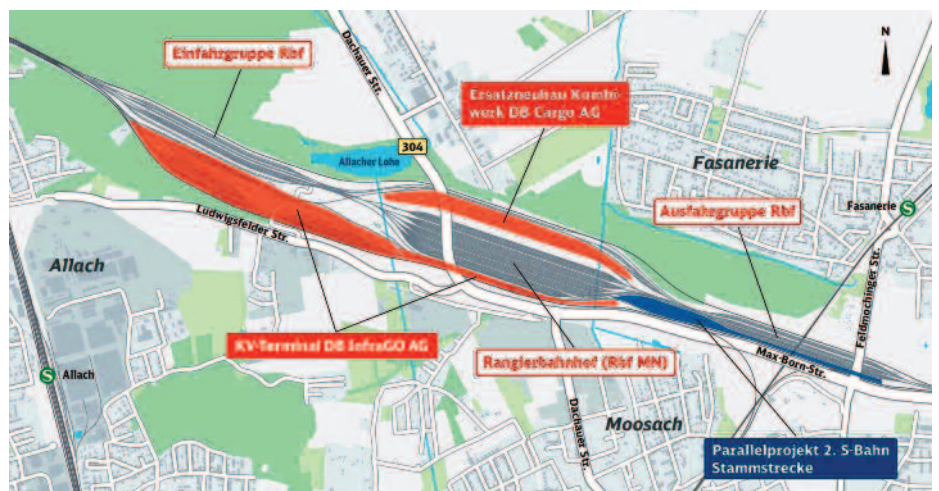 Einfahrgruppe Rbf
Dachauer Str.
N
Ersatzneubau Kombi-
werk DB Cargo AG
304
Allacher Lohe
Fasanerie
Fasanerie S
Ausfahrgruppe Rbf
Ludwigsfelder Str.
Allach
Feldmochinger Str.
KV-Terminal DB InfraGO AG
Rangierbahnhof (Rbf MN)
Max-Born-Str.
S Allach
Dachauer Str.
Moosach
Parallelprojekt 2. S-Bahn
Stammstrecke